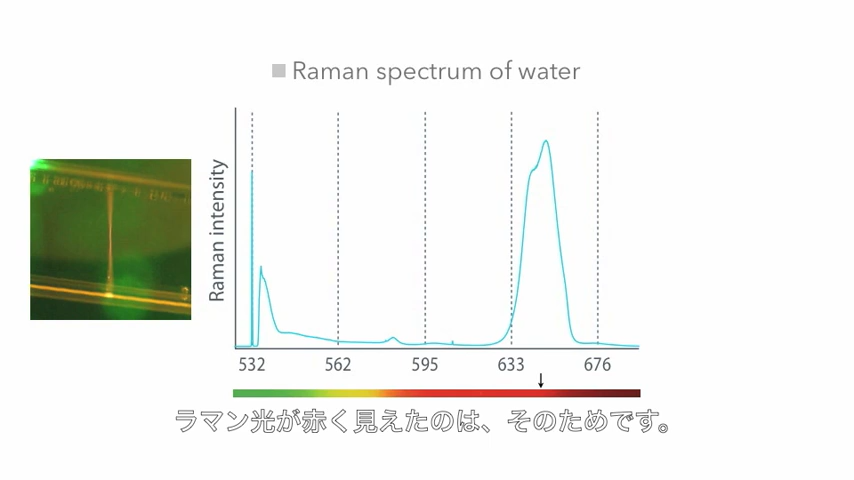 Raman spectrum of water
Raman intensity
532 562 595 633 676
ラマン光が赤く見えたのは、そのためです。